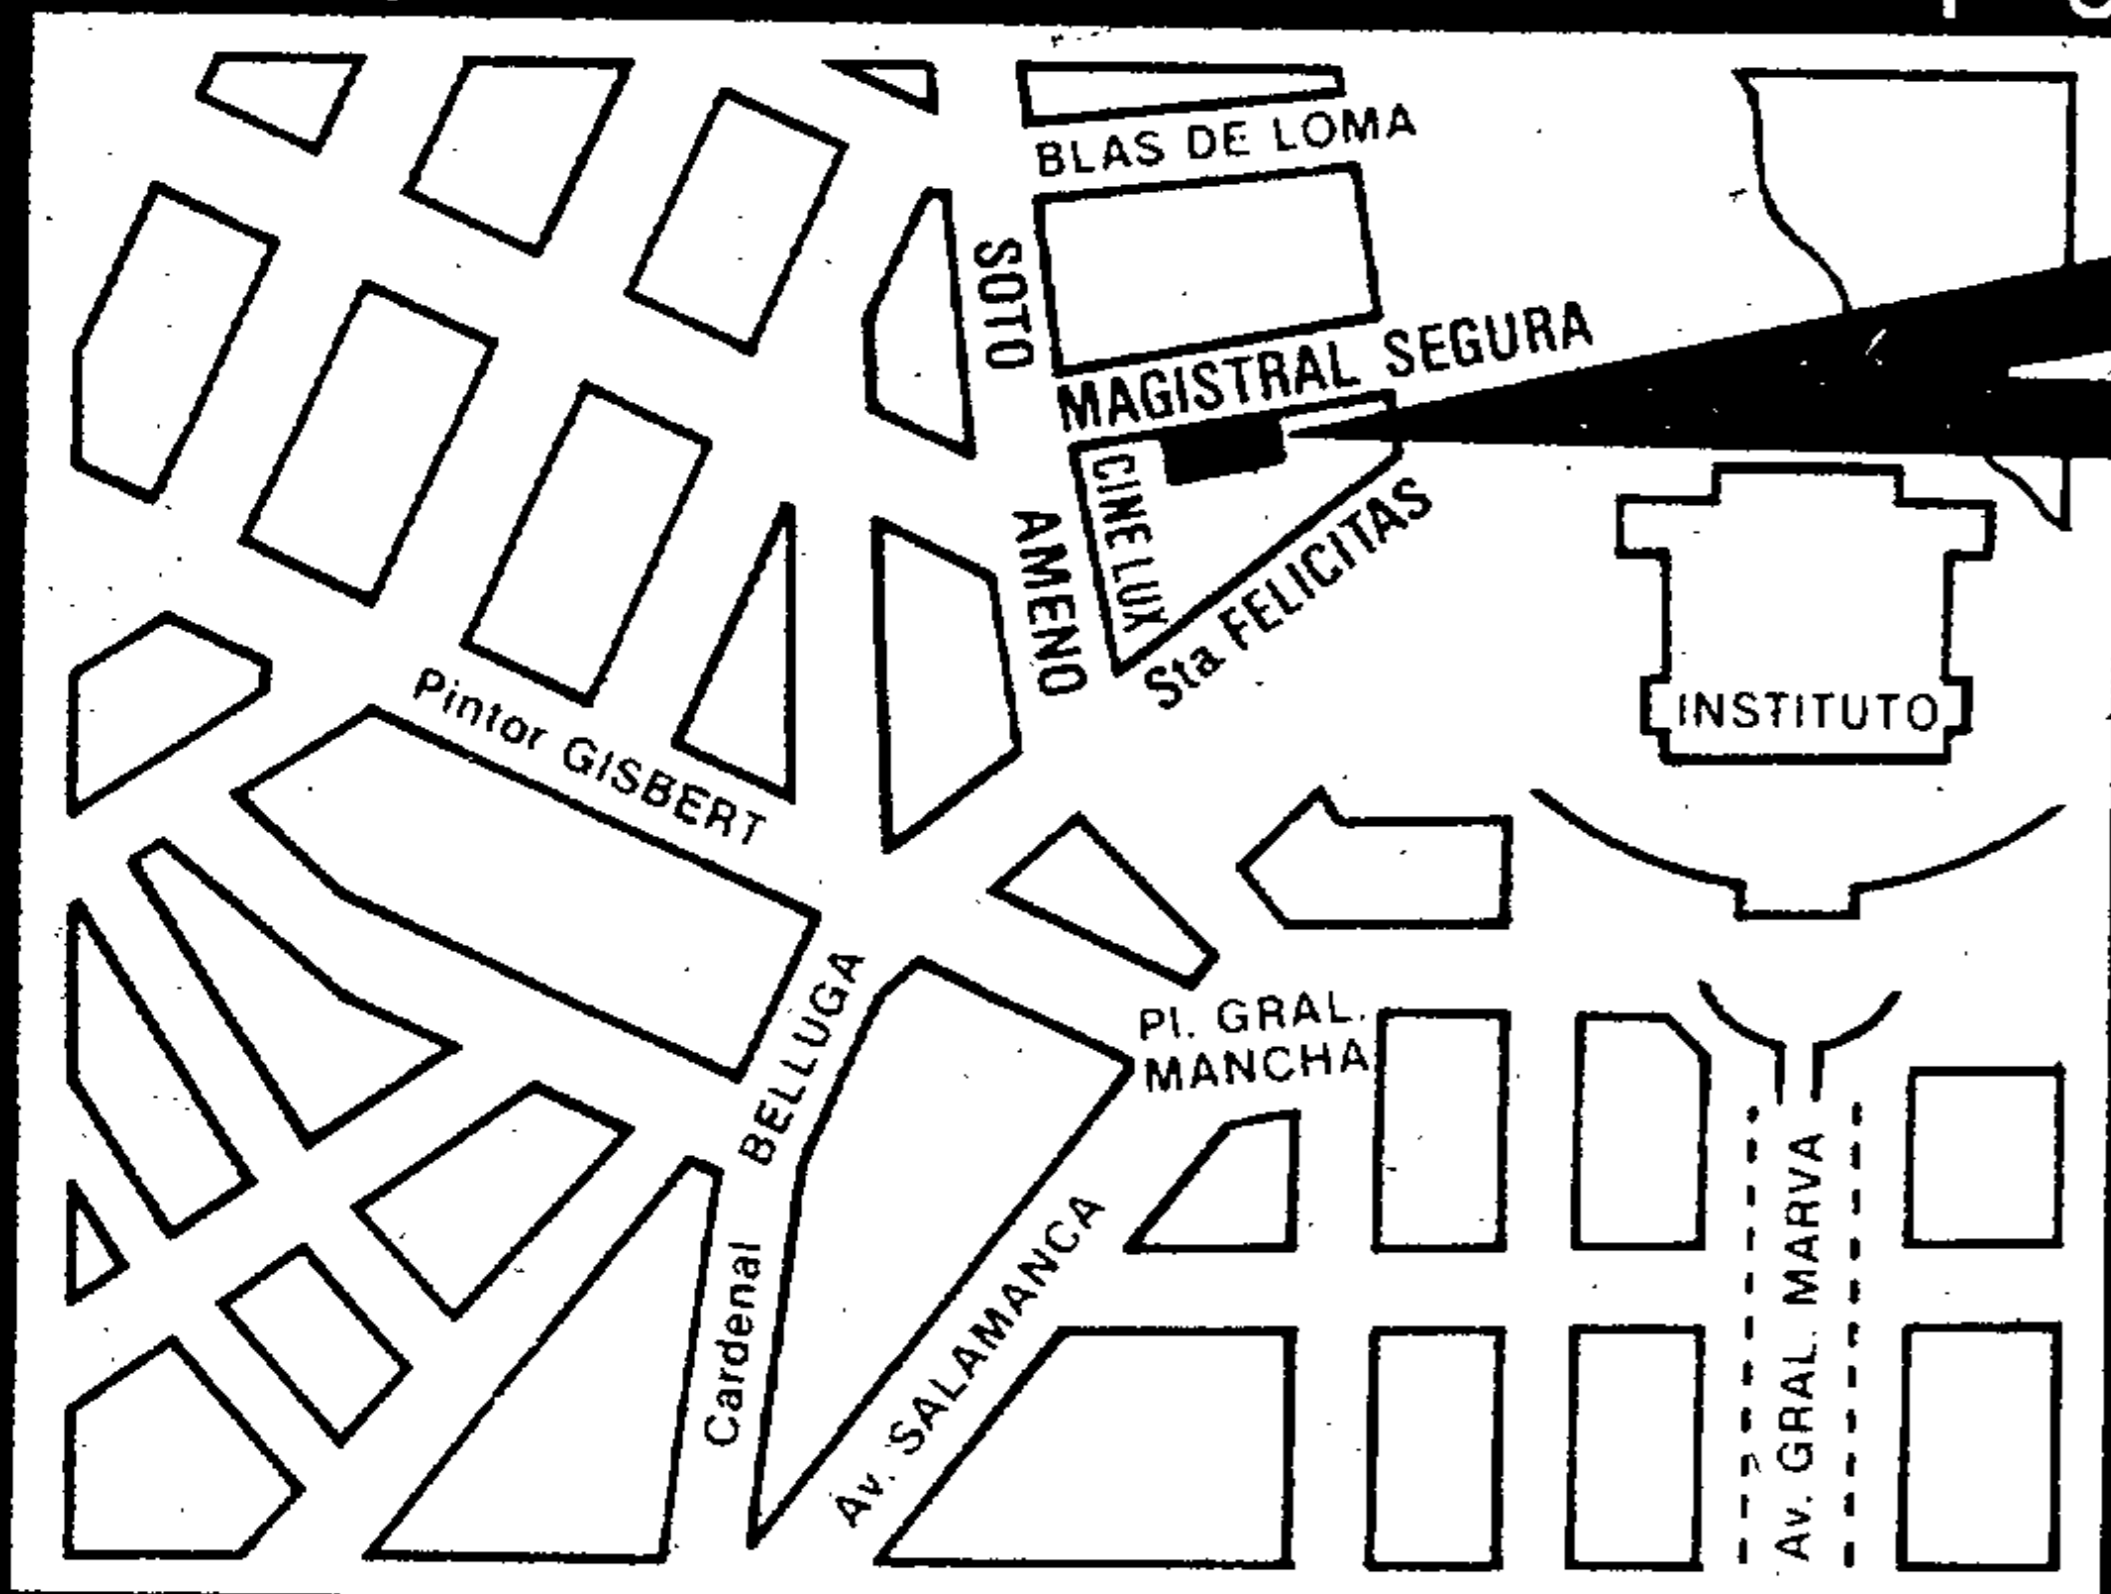 BLAS DE LOMA
SOTO
MAGISTRAL SEGURA
CINE LUX
AMENO
Sta FELICITAS
INSTITUTO
Pintor GISBERT
Cardenal BELLUGA
Pl. GRAL.
MANCHA
Av. SALAMANCA
Av. GRAL. MARVA